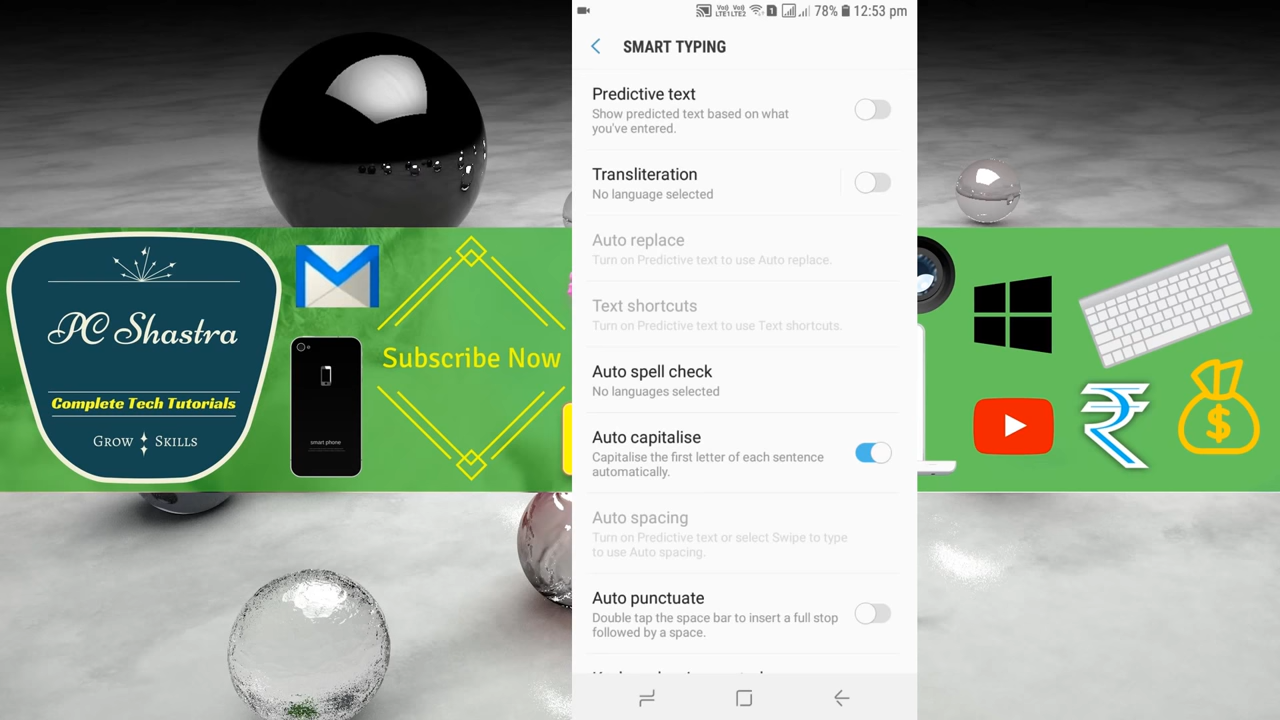 Vol) Vol)
LTE1 LTE2
1
78%
12:53 pm
SMART TYPING
Predictive text
Show predicted text based on what
you've entered.
Transliteration
No language selected
Auto replace
Turn on Predictive text to use Auto replace.
Text shortcuts
Turn on Predictive text to use Text shortcuts.
Auto spell check
No languages selected
Auto capitalise
Capitalise the first letter of each sentence
automatically.
Auto spacing
Turn on Predictive text or select Swipe to type
to use Auto spacing.
Auto punctuate
Double tap the space bar to insert a full stop
followed by a space.
PC Shastra
Complete Tech Tutorials
Grow Skills
smart phone
Subscribe Now